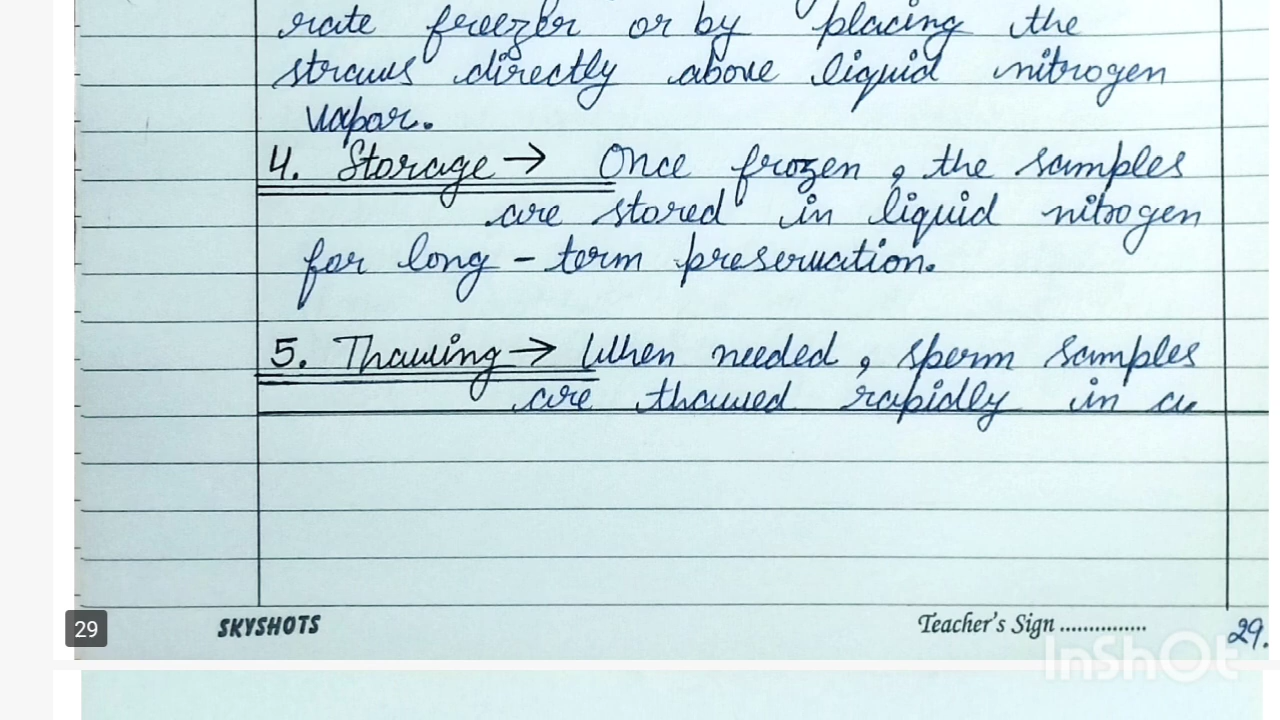 rate freezer or by placing the
straws directly above liquid nitrogen
vapor.
4. Storage → Once frozen, the samples
are stored in liquid nitrogen
for long-term preservation.
5. Thawing → When needed, sperm samples
are thawed rapidly in a
SKYSHOTS
Teacher's Sign ...............
29
29.
InShOt